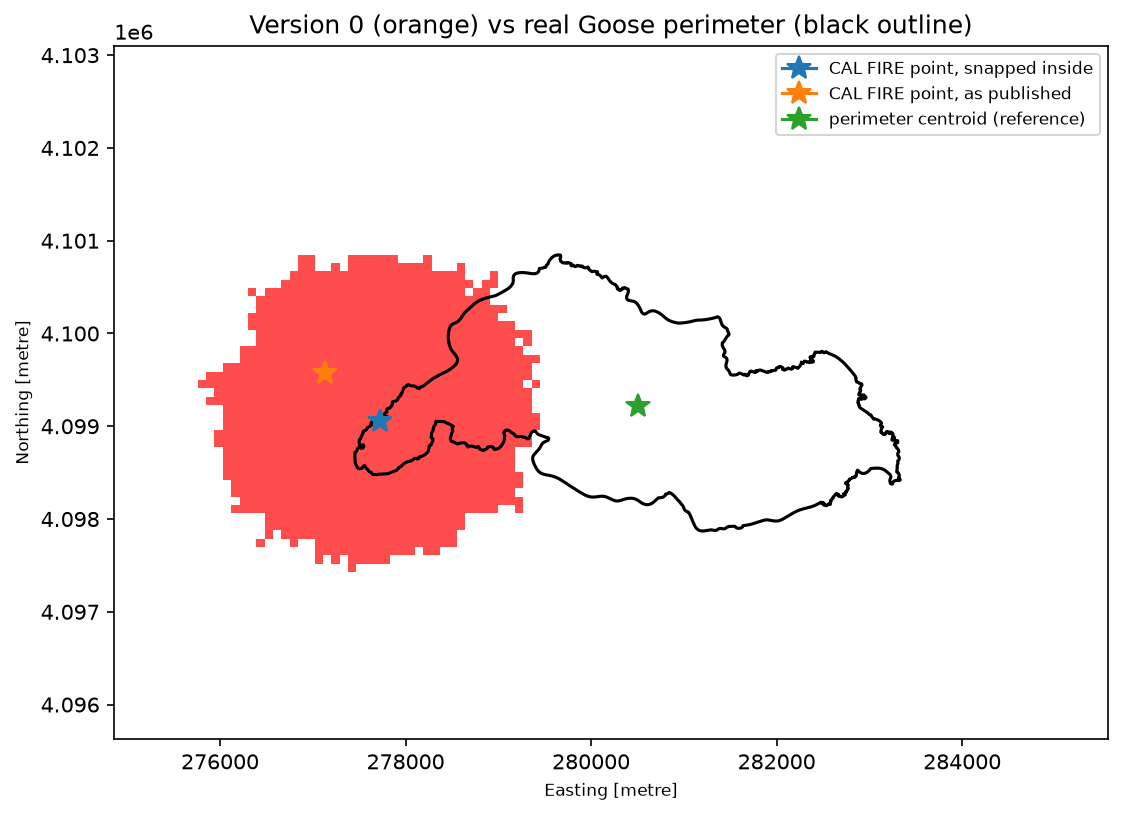 Version 0 (orange) vs real Goose perimeter (black outline)
1e6
4.103
4.102
4.101
4.100
4.099
4.098
4.097
4.096
Northing [metre]
CAL FIRE point, snapped inside
CAL FIRE point, as published
perimeter centroid (reference)
276000 278000 280000 282000 284000
Easting [metre]